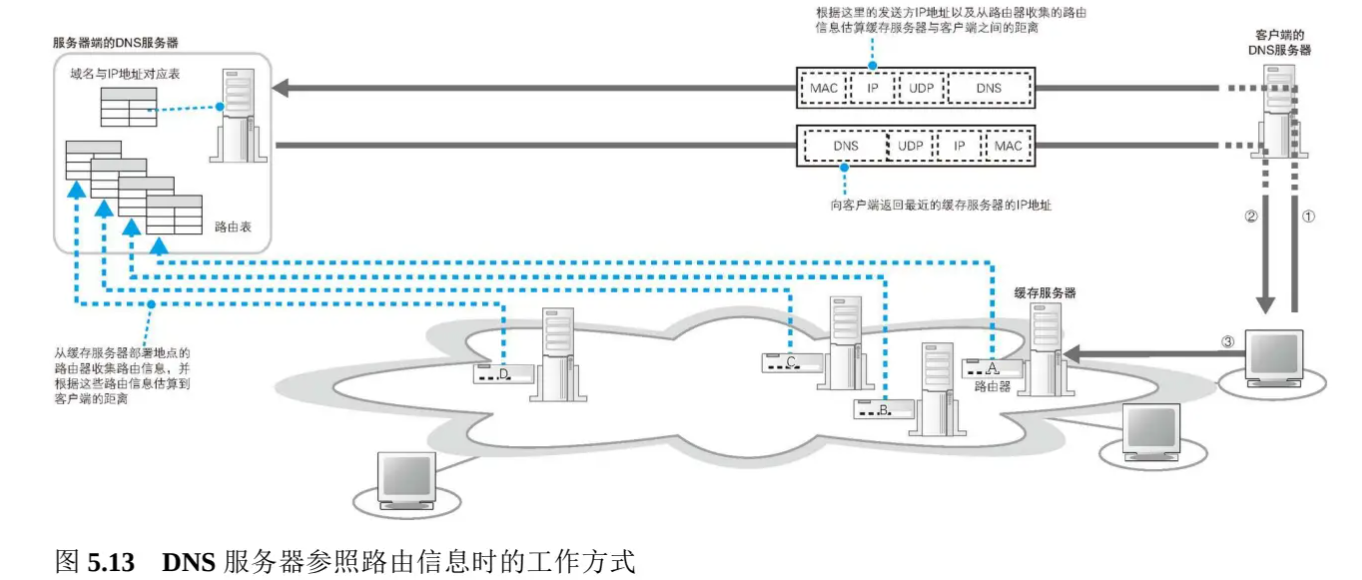 根据这里的发送方IP地址以及从路由器收集的路由
信息估算缓存服务器与客户端之间的距离
客户端的
DNS服务器
服务器端的DNS服务器
域名与IP地址对应表
MAC IP UDP DNS
DNS UDP IP MAC
向客户端返回最近的缓存服务器的IP地址
路由表
② ①
缓存服务器
③
从缓存服务器部署地点的
路由器收集路由信息，并
根据这些路由信息估算到
客户端的距离
D
C
A
路由器
B
图 5.13 DNS 服务器参照路由信息时的工作方式